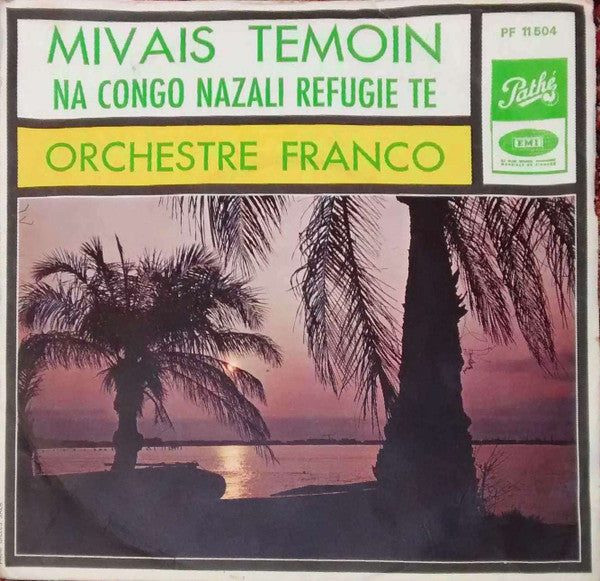 MIVAIS TEMOIN
NA CONGO NAZALI REFUGIE TE
ORCHESTRE FRANCO
PF 11504
Pathé
EMI